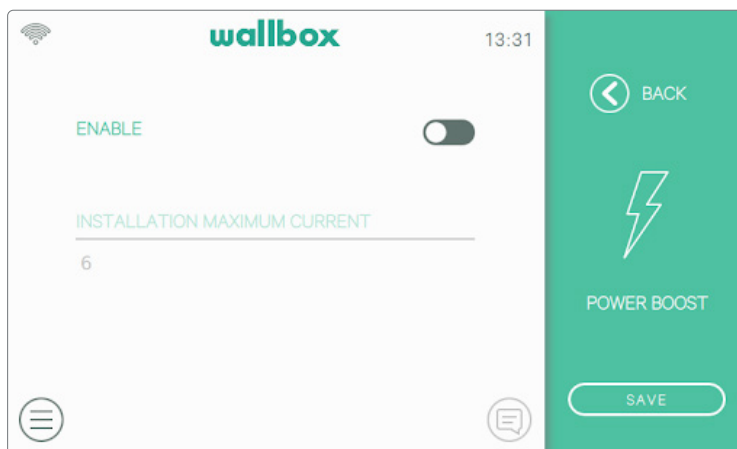 wallbox
13:31
BACK
ENABLE
INSTALLATION MAXIMUM CURRENT
6
POWER BOOST
SAVE